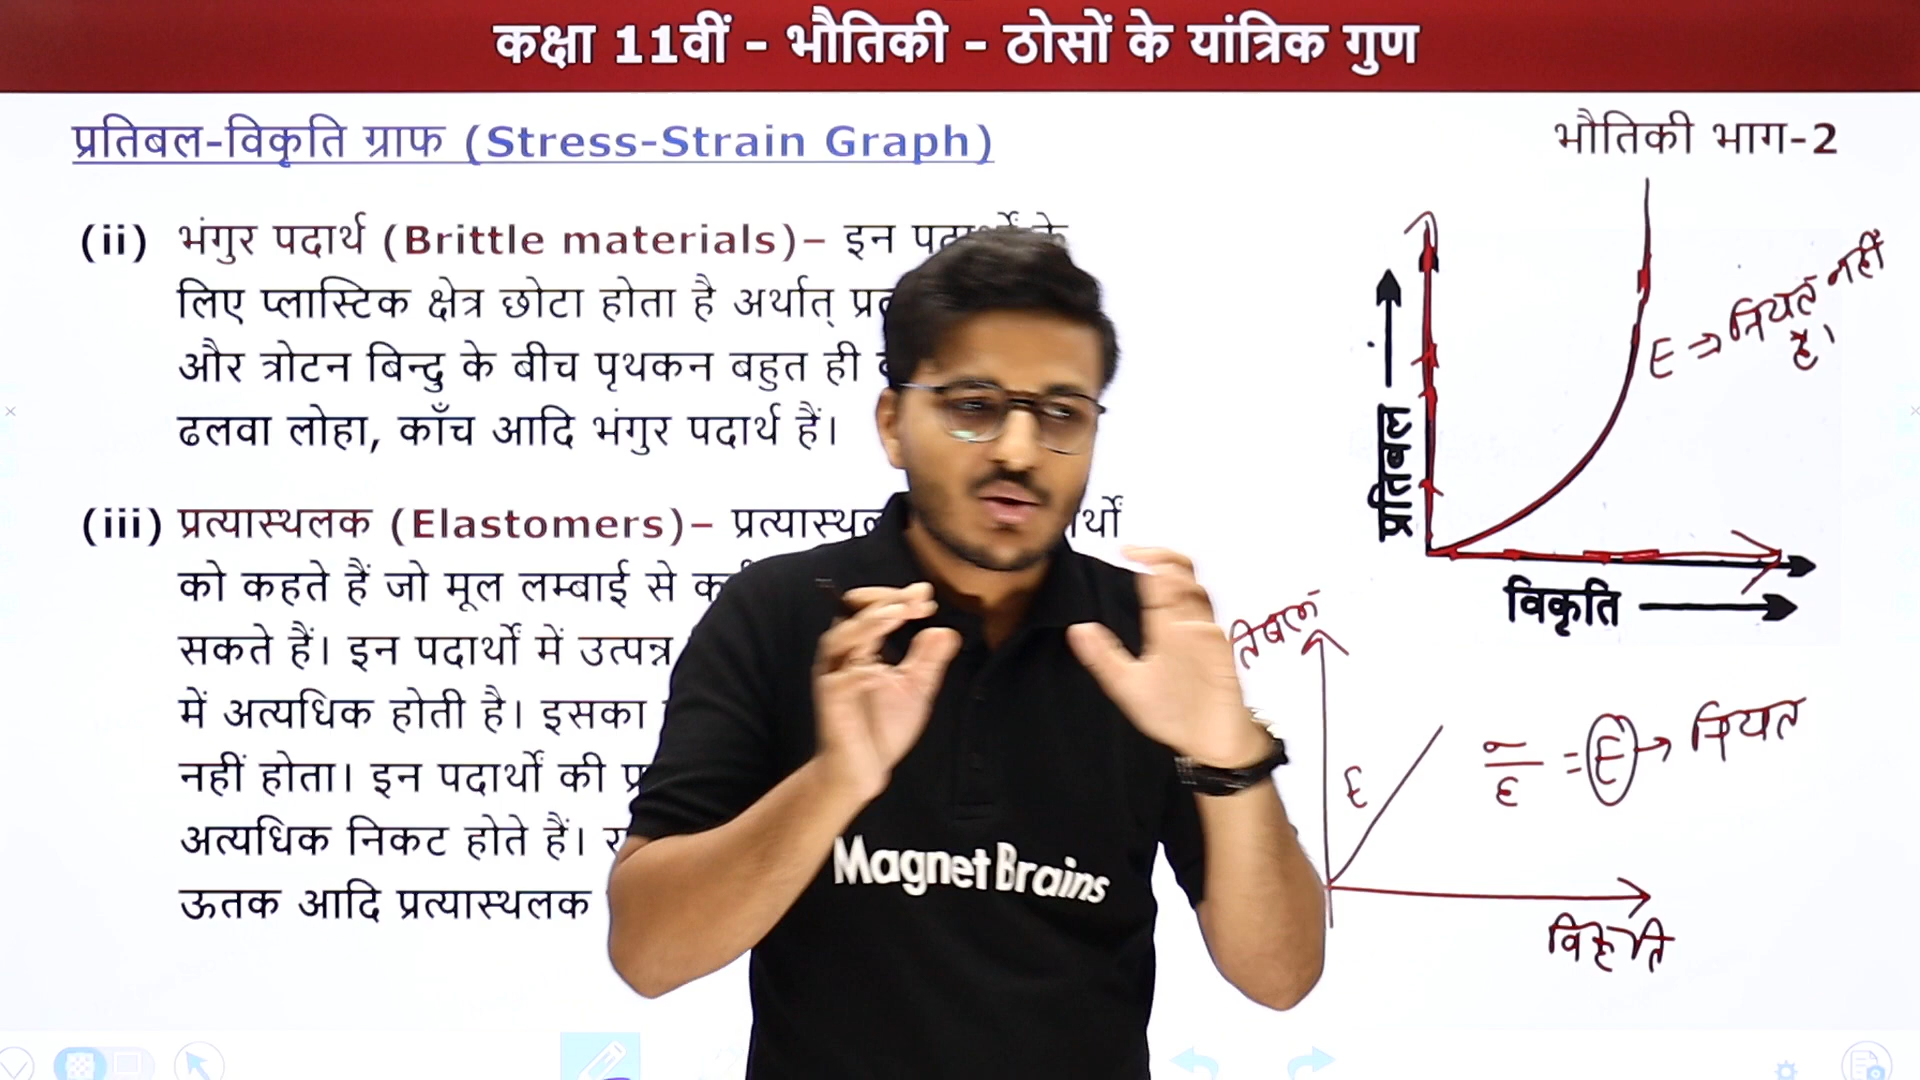 कक्षा 11वीं - भौतिकी - ठोसों के यांत्रिक गुण
प्रतिबल-विकृति ग्राफ (Stress-Strain Graph)
भौतिकी भाग-2
(ii) भंगुर पदार्थ (Brittle materials)– इन
लिए प्लास्टिक क्षेत्र छोटा होता है अर्थात्
और त्रोटन बिन्दु के बीच पृथकन बहुत ही
ढलवा लोहा, काँच आदि भंगुर पदार्थ हैं।
(iii) प्रत्यास्थलक (Elastomers)–
को कहते हैं जो मूल लम्बाई से
सकते हैं। इन पदार्थों में उत्पन्न
में अत्यधिक होती है। इसका
नहीं होता। इन पदार्थों की
अत्यधिक निकट होते हैं।
ऊतक आदि प्रत्यास्थलक
प्रतिबल
विकृति
E ⇒ नियत नहीं
है।
E
σ/ε = E → नियत
विकृति
Magnet Brains